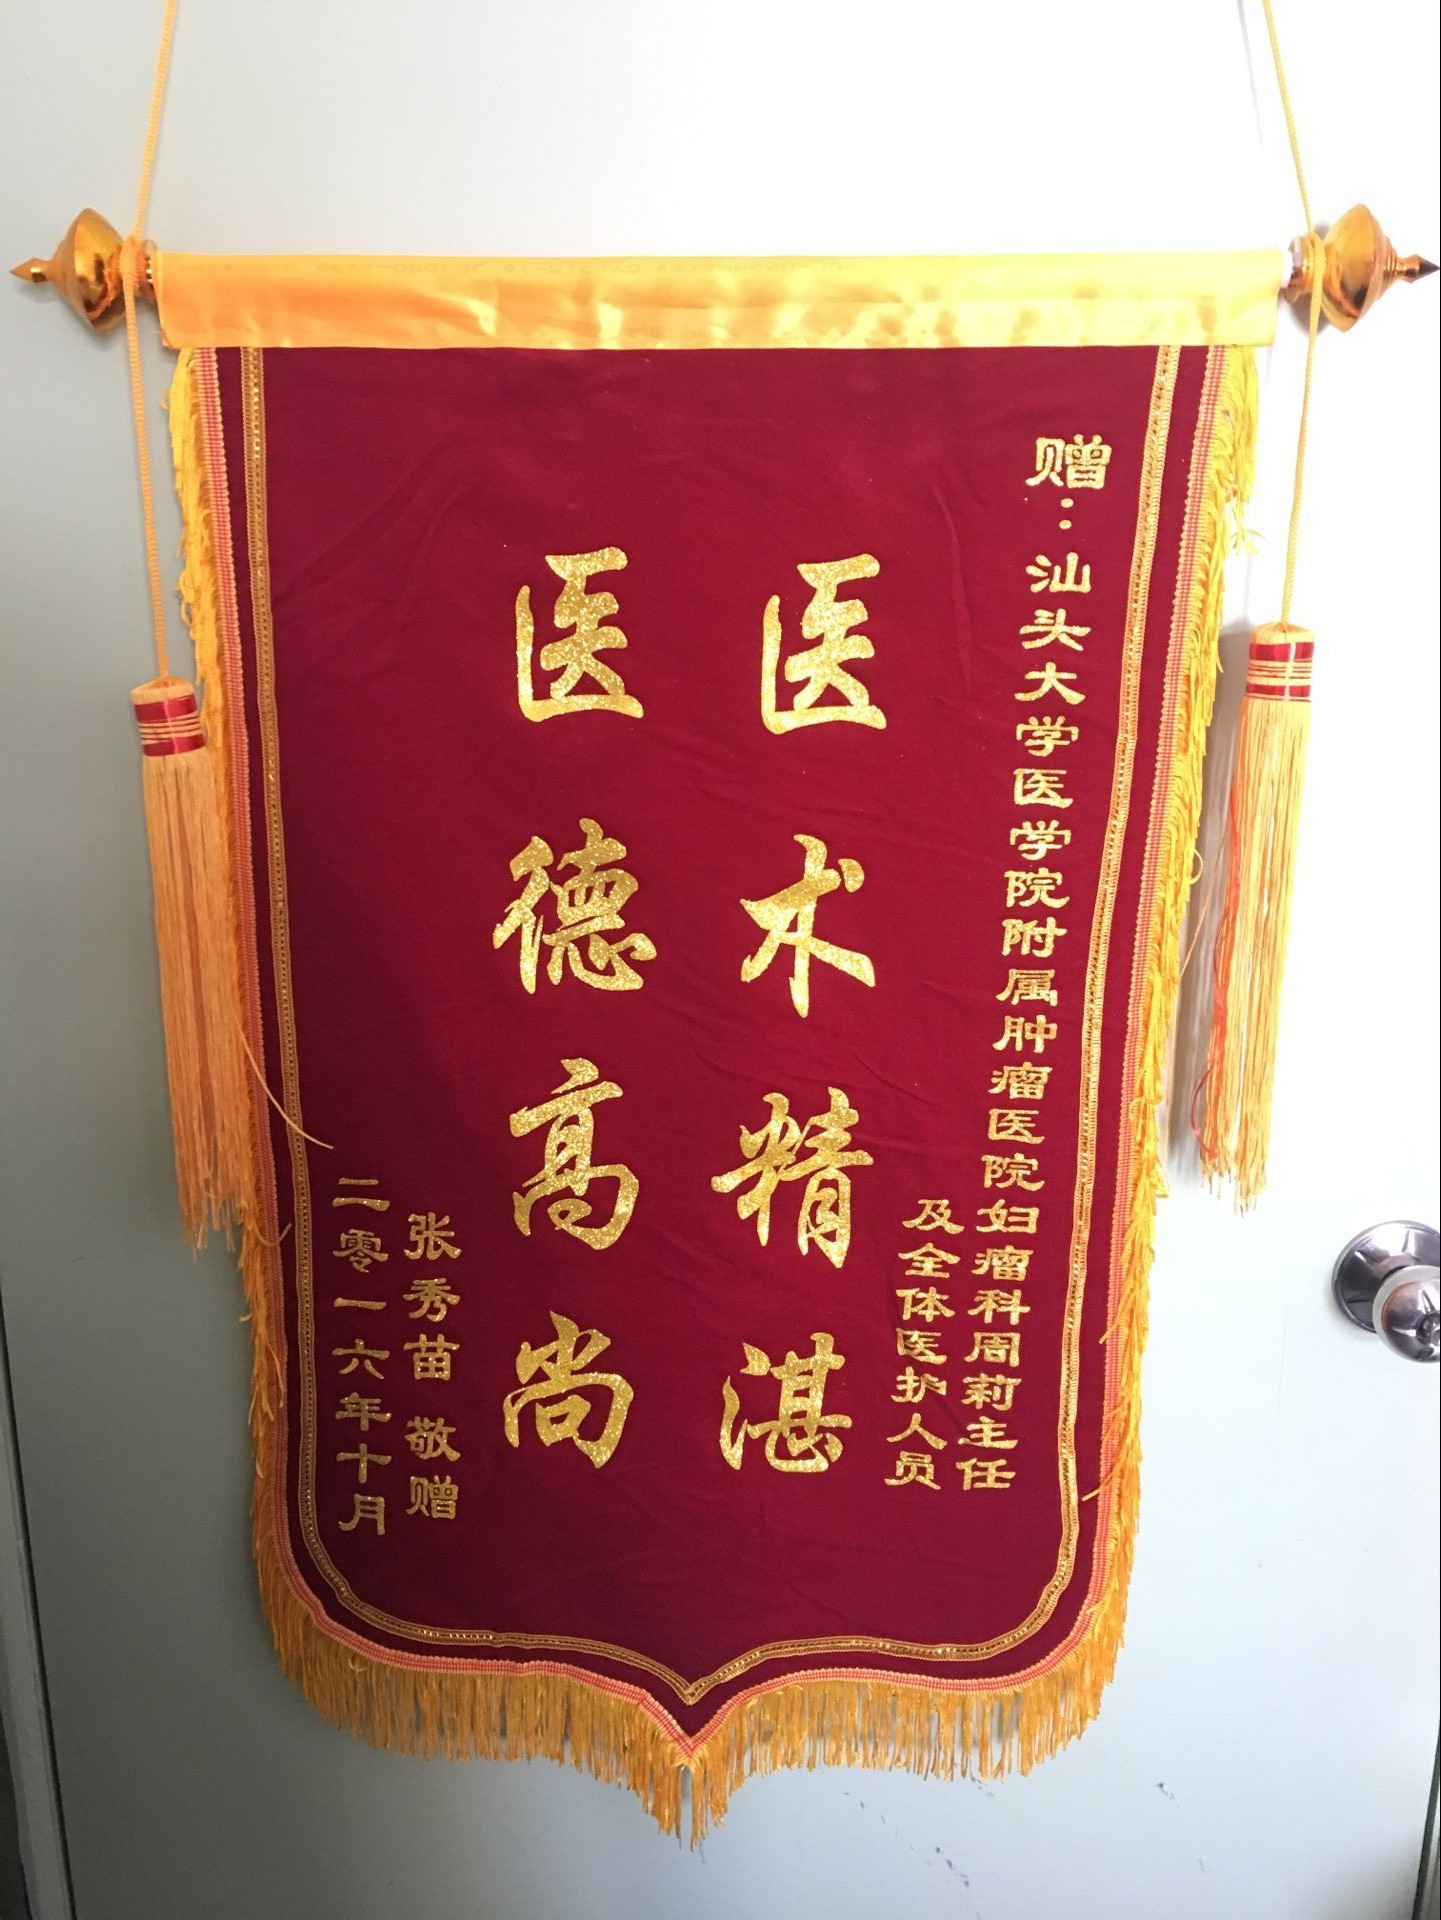 赠：汕头大学医学院附属肿瘤医院妇瘤科周莉主任
及全体医护人员
医术精湛
医德高尚
张秀苗 敬赠
二零一六年十月